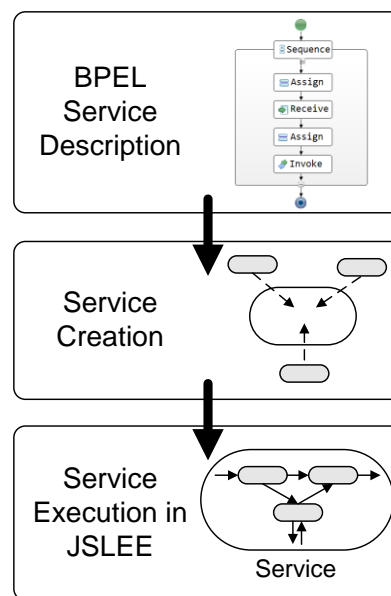 BPEL
Service
Description
Sequence
Assign
Receive
Assign
Invoke
Service
Creation
Service
Execution in
JSLEE
Service